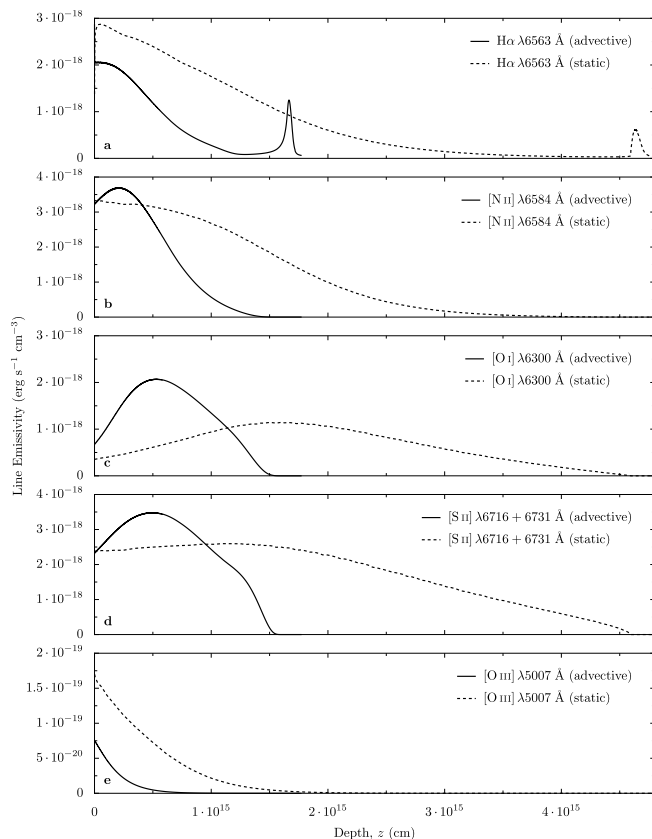 3·10⁻¹⁸
2·10⁻¹⁸
1·10⁻¹⁸
0
Hα λ6563 Å (advective)
Hα λ6563 Å (static)
a
4·10⁻¹⁸
3·10⁻¹⁸
2·10⁻¹⁸
1·10⁻¹⁸
0
[N II] λ6584 Å (advective)
[N II] λ6584 Å (static)
b
Line Emissivity (erg s⁻¹ cm⁻³)
3·10⁻¹⁸
2·10⁻¹⁸
1·10⁻¹⁸
0
[O I] λ6300 Å (advective)
[O I] λ6300 Å (static)
c
4·10⁻¹⁸
3·10⁻¹⁸
2·10⁻¹⁸
1·10⁻¹⁸
0
[S II] λ6716 + 6731 Å (advective)
[S II] λ6716 + 6731 Å (static)
d
2·10⁻¹⁹
1.5·10⁻¹⁹
1·10⁻¹⁹
5·10⁻²⁰
0
[O III] λ5007 Å (advective)
[O III] λ5007 Å (static)
e
0 1·10¹⁵ 2·10¹⁵ 3·10¹⁵ 4·10¹⁵
Depth, z (cm)